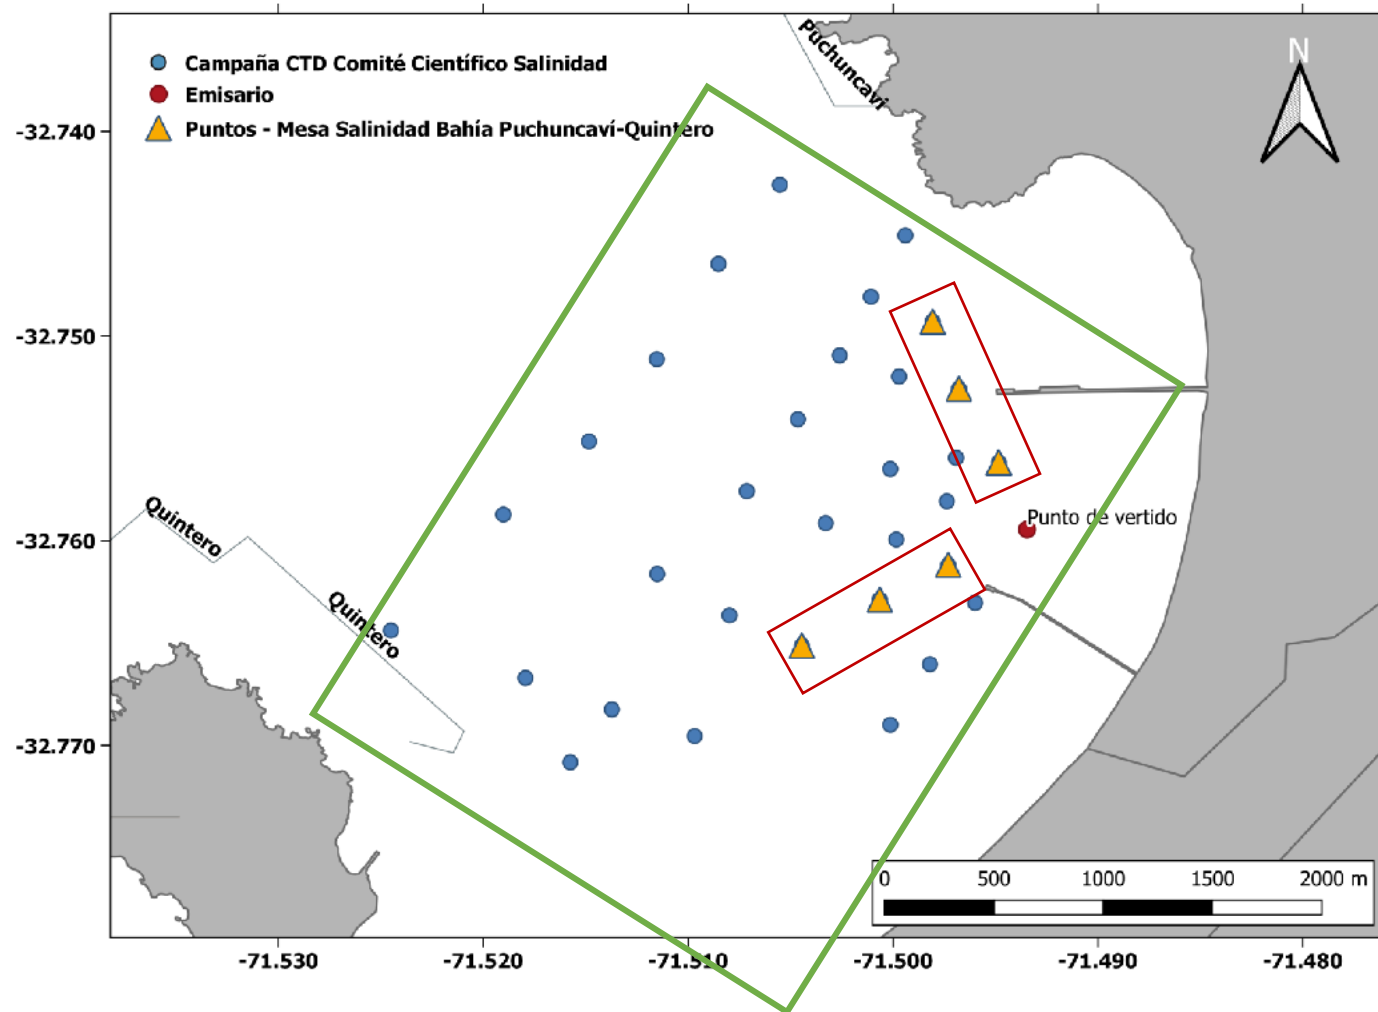 Campaña CTD Comité Científico Salinidad
Emisario
Puntos - Mesa Salinidad Bahía Puchuncaví-Quintero
Puchuncaví
N
-32.740
-32.750
-32.760
-32.770
Quintero
Quintero
Punto de vertido
0 500 1000 1500 2000 m
-71.530 -71.520 -71.510 -71.500 -71.490 -71.480